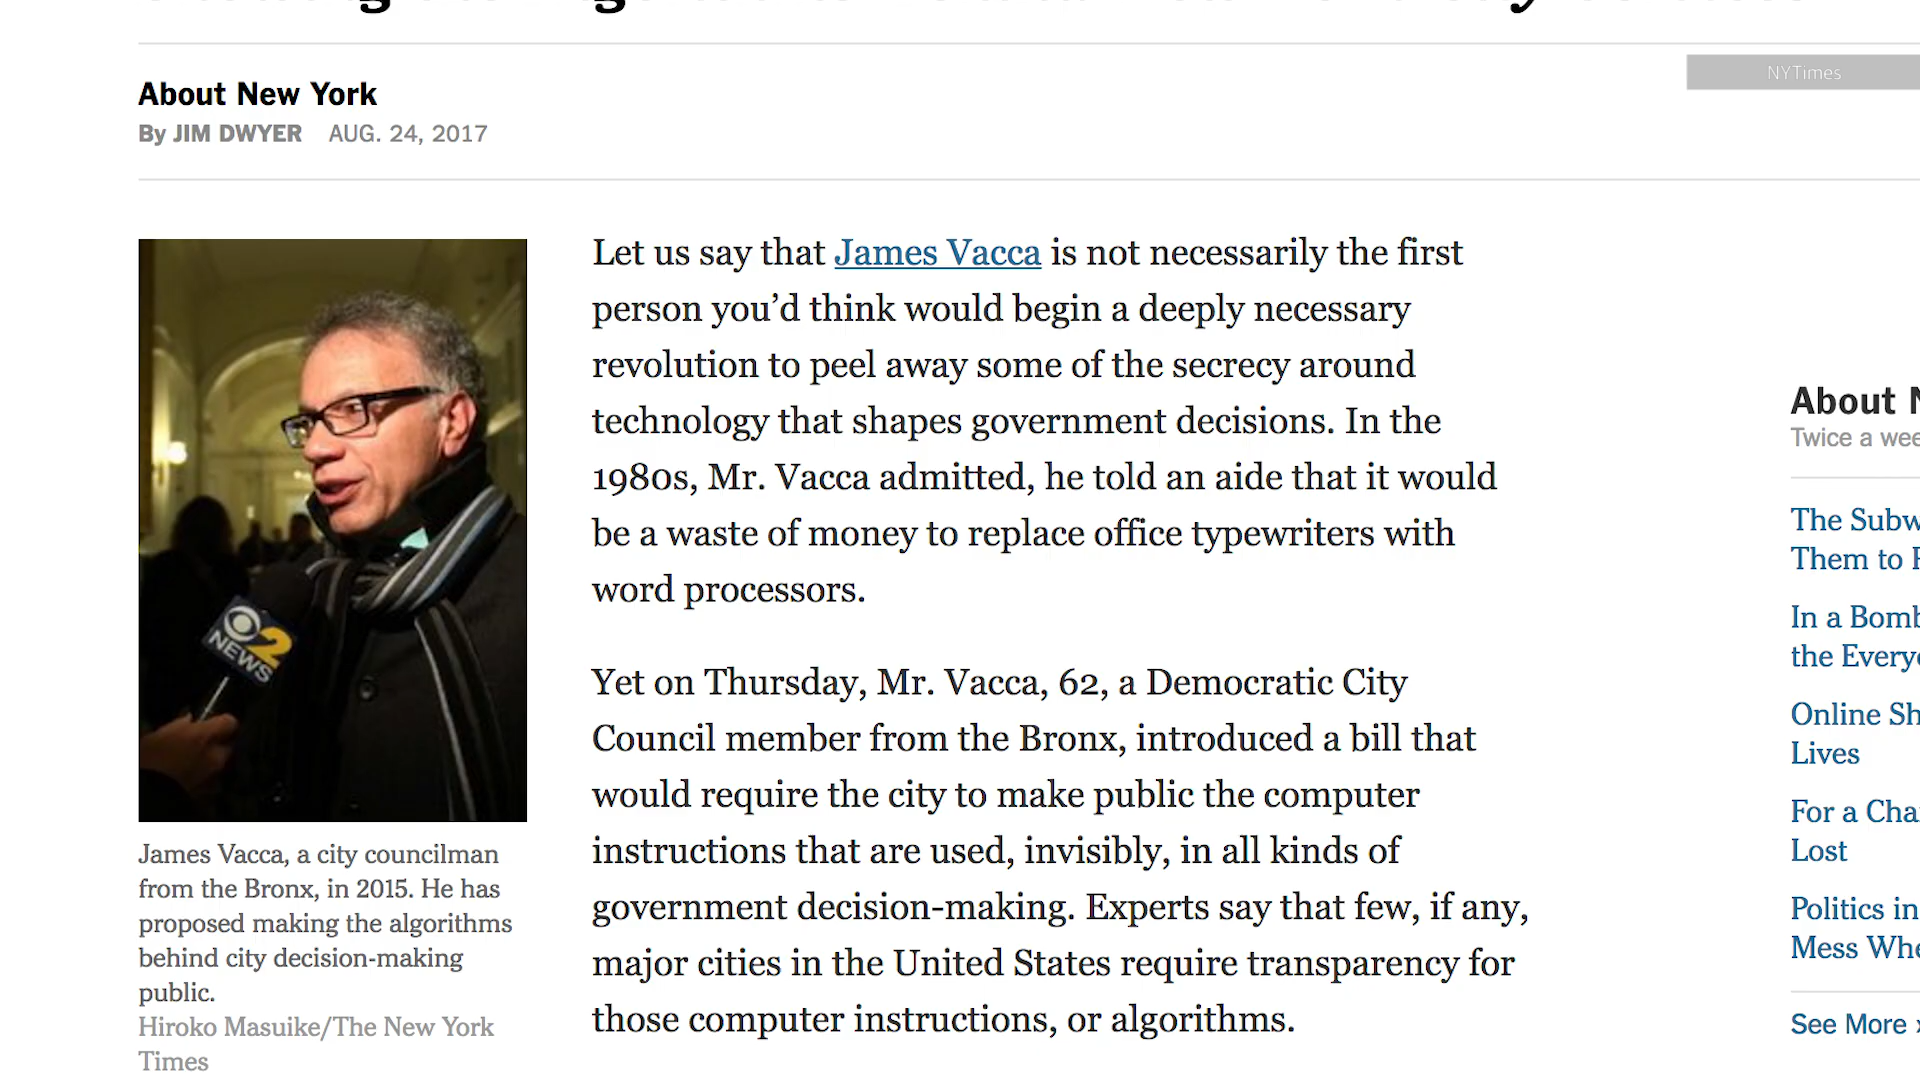 About New York
NYTimes
By JIM DWYER AUG. 24, 2017
Let us say that James Vacca is not necessarily the first
person you’d think would begin a deeply necessary
revolution to peel away some of the secrecy around
technology that shapes government decisions. In the
1980s, Mr. Vacca admitted, he told an aide that it would
be a waste of money to replace office typewriters with
word processors.
Yet on Thursday, Mr. Vacca, 62, a Democratic City
Council member from the Bronx, introduced a bill that
would require the city to make public the computer
instructions that are used, invisibly, in all kinds of
government decision-making. Experts say that few, if any,
major cities in the United States require transparency for
those computer instructions, or algorithms.
2
NEWS
James Vacca, a city councilman
from the Bronx, in 2015. He has
proposed making the algorithms
behind city decision-making
public.
Hiroko Masuike/The New York
Times
About N
Twice a wee
The Subw
Them to
In a Bomb
the Every
Online Sh
Lives
For a Cha
Lost
Politics in
Mess Whe
See More ›